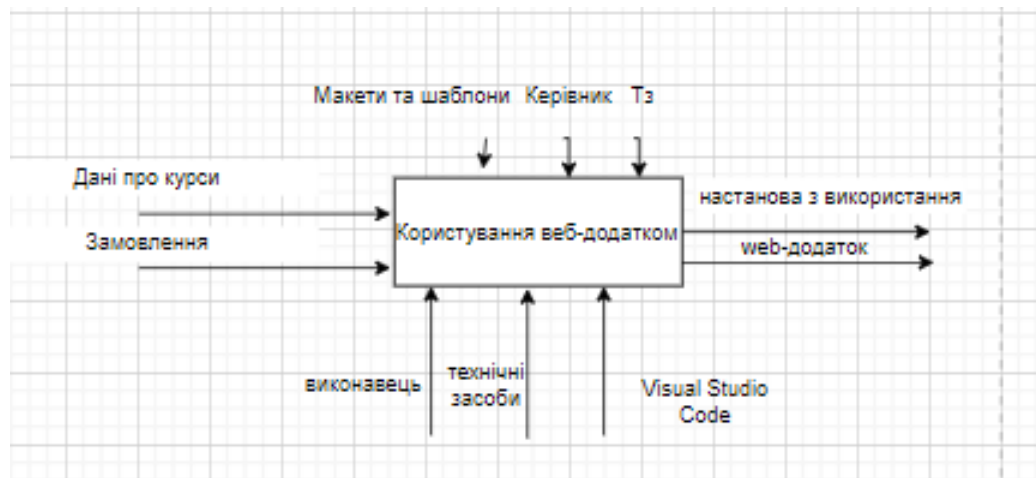 Макети та шаблони Керівник Тз
Дані про курси
настанова з використання
Замовлення
Користування веб-додатком
web-додаток
виконавець
технічні
засоби
Visual Studio
Code